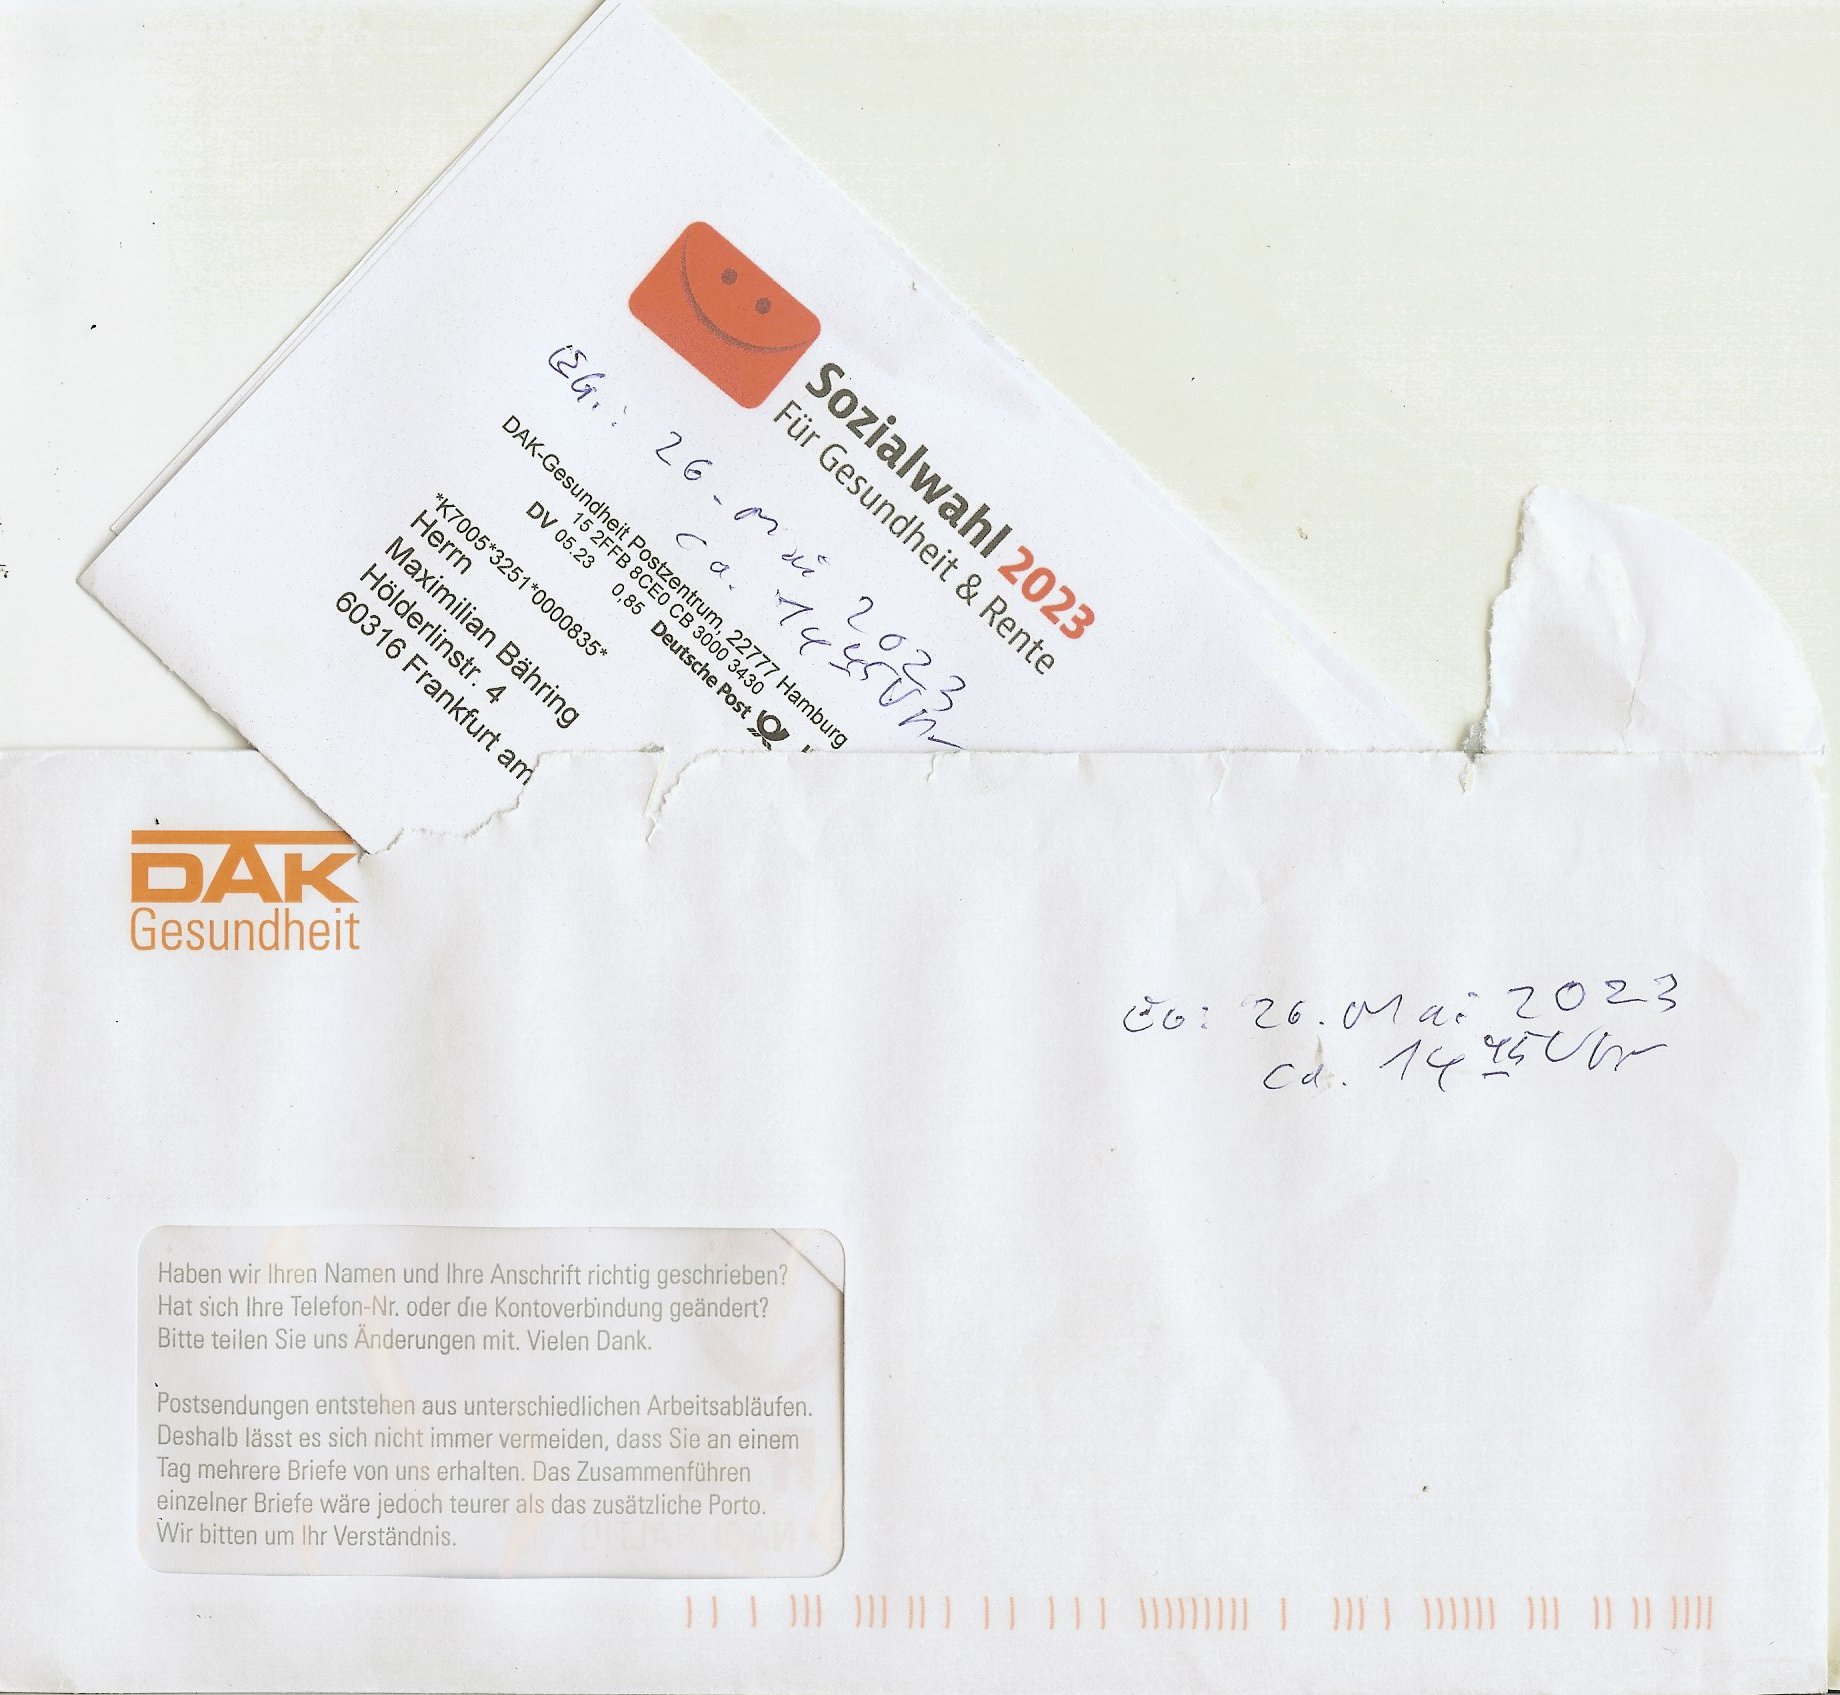 Sozialwahl 2023
Für Gesundheit & Rente
EG.: 26. Mai 2023
ca. 14 45 Uhr
DAK-Gesundheit Postzentrum, 22777 Hamburg
15 2FFB 8CE0 CB 3000 3430
DV 05.23 0,85 Deutsche Post
*K7005*3251*0000835*
Herrn
Maximilian Bähring
Hölderlinstr. 4
60316 Frankfurt am
DAK
Gesundheit
EG: 26. Mai 2023
ca. 14 45 Uhr
Haben wir Ihren Namen und Ihre Anschrift richtig geschrieben?
Hat sich Ihre Telefon-Nr. oder die Kontoverbindung geändert?
Bitte teilen Sie uns Änderungen mit. Vielen Dank.
Postsendungen entstehen aus unterschiedlichen Arbeitsabläufen.
Deshalb lässt es sich nicht immer vermeiden, dass Sie an einem
Tag mehrere Briefe von uns erhalten. Das Zusammenführen
einzelner Briefe wäre jedoch teurer als das zusätzliche Porto.
Wir bitten um Ihr Verständnis.